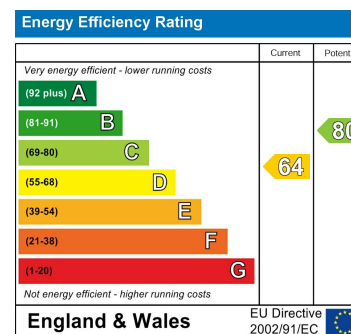 Energy Efficiency Rating
Current
Very energy efficient - lower running costs
(92 plus) A
(81-91) B
(69-80) C
(55-68) D
(39-54) E
(21-38) F
(1-20) G
64
80
Not energy efficient - higher running costs
England & Wales
EU Directive
2002/91/EC